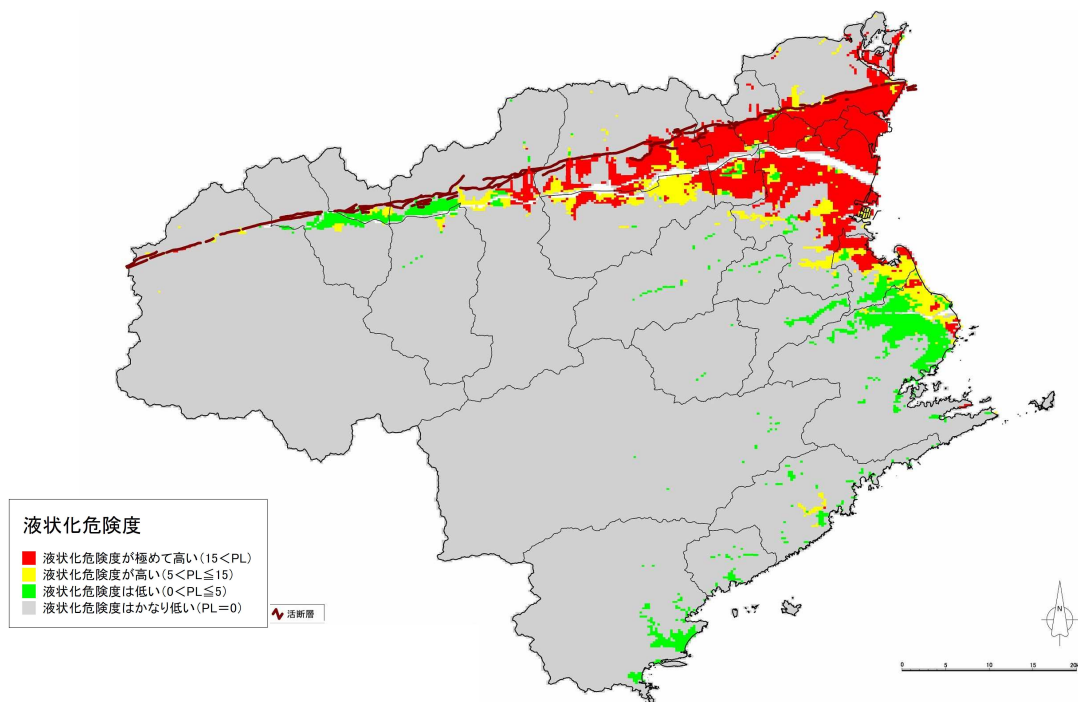 液状化危険度
液状化危険度が極めて高い(15<PL)
液状化危険度が高い(5<PL≦15)
液状化危険度は低い(0<PL≦5)
液状化危険度はかなり低い(PL=0)
活断層
N
0 5 10 15 20